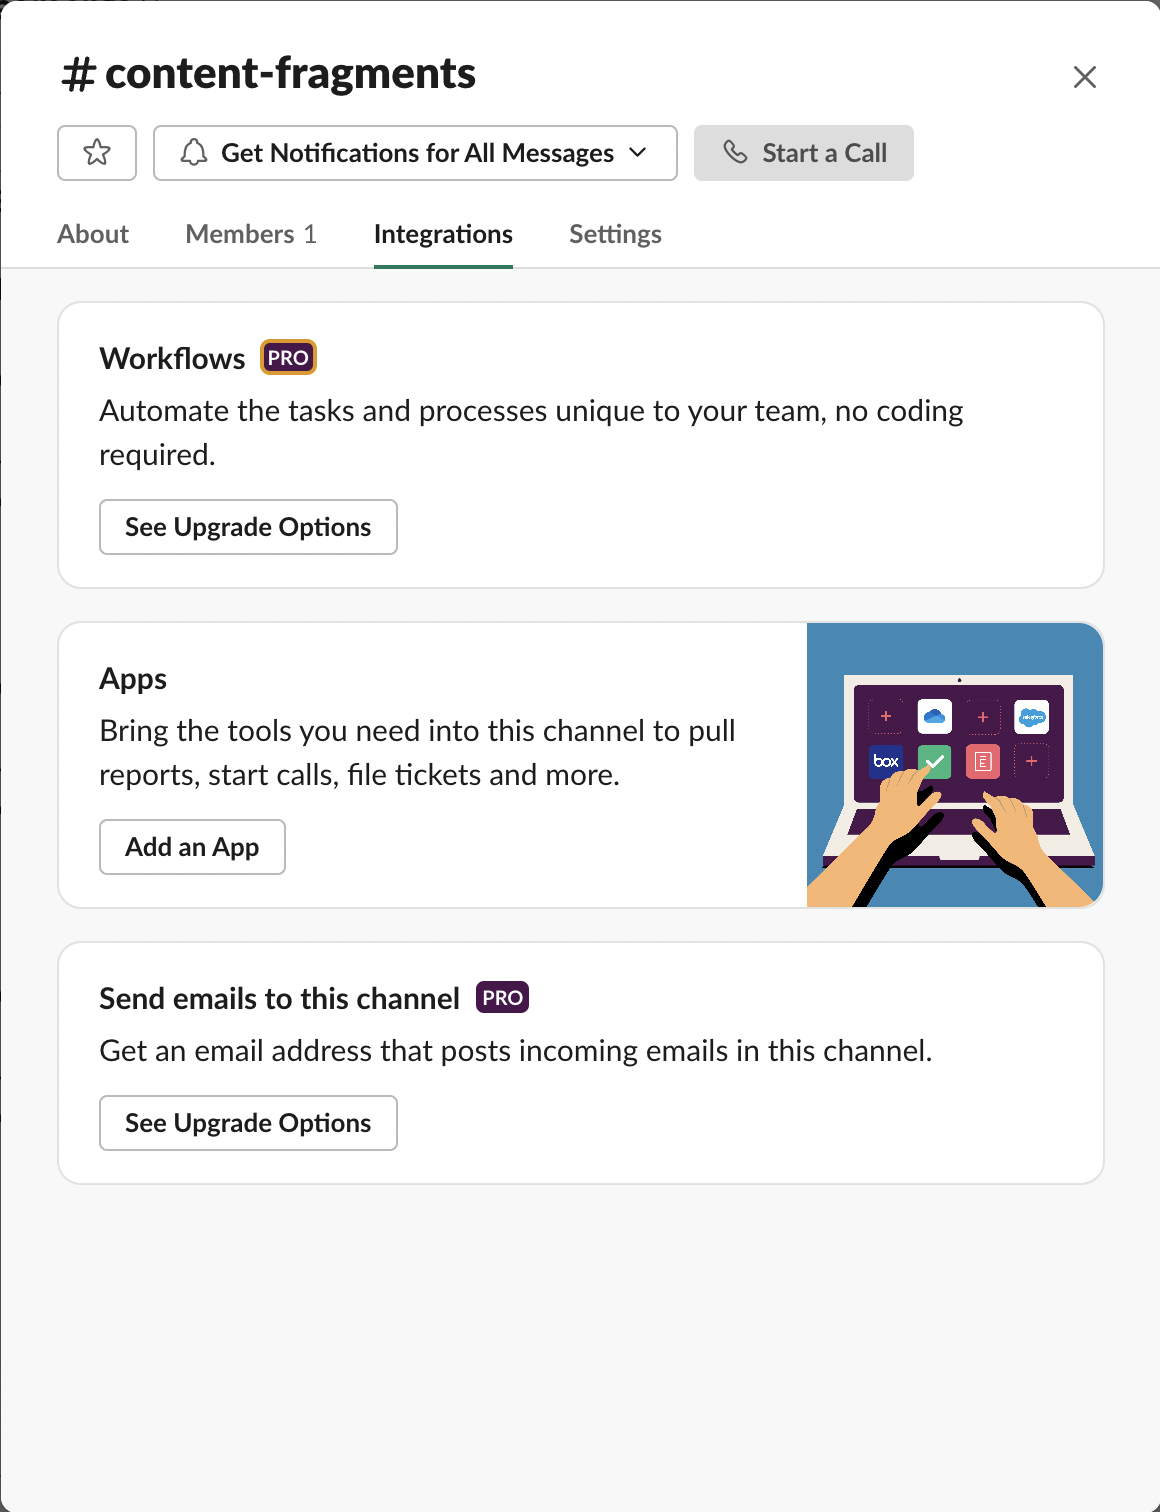 # content-fragments
Get Notifications for All Messages
Start a Call
About
Members 1
Integrations
Settings
Workflows PRO
Automate the tasks and processes unique to your team, no coding
required.
See Upgrade Options
Apps
Bring the tools you need into this channel to pull
reports, start calls, file tickets and more.
Add an App
salesforce
box
E
Send emails to this channel PRO
Get an email address that posts incoming emails in this channel.
See Upgrade Options